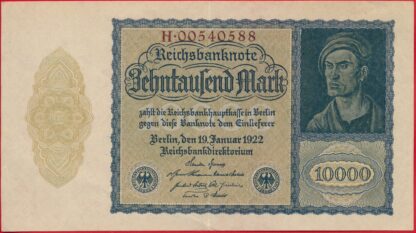 H·00540588
Reichsbanknote
Zehntausend Mark
zahlt die Reichsbankhauptkasse in Berlin
gegen diese Banknote dem Einlieferer
Berlin, den 19. Januar 1922
Reichsbankdirektorium
10000